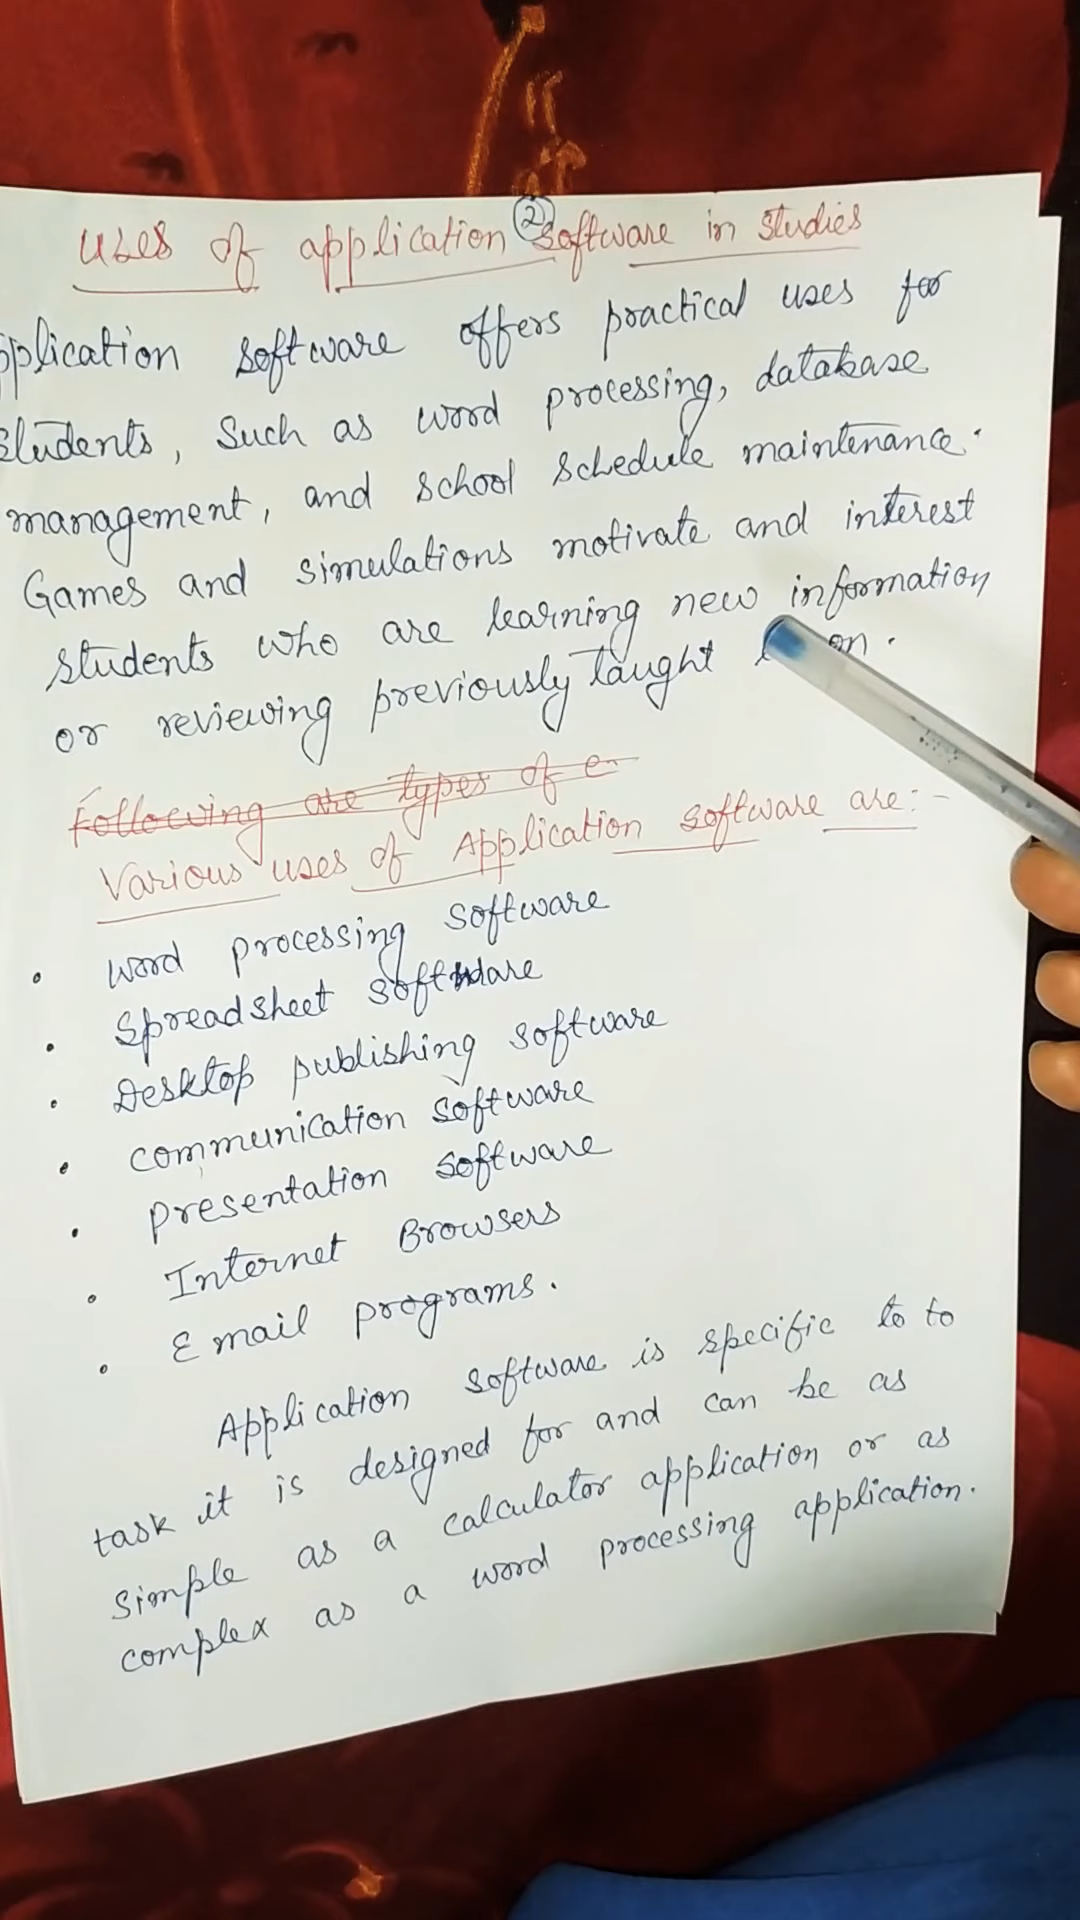 2
Uses of application software in studies
pplication software offers practical uses for
students, Such as word processing, database
management, and school schedule maintenance.
Games and simulations motivate and interest
students who are learning new information
or reviewing previously taught on.
Following are types of e
Various uses of Application software are:-
• word processing software
• Spreadsheet software
• Desktop publishing software
• communication software
• presentation software
• Internet Browsers
• Email programs.
Application software is specific to to
task it is designed for and can be as
simple as a calculator application or as
complex as a word processing application.